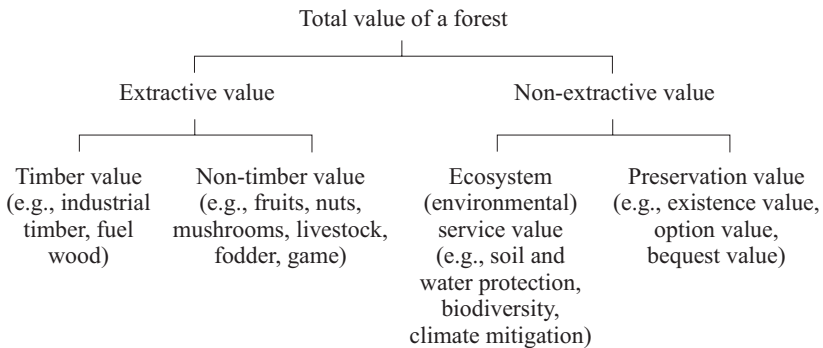 Total value of a forest
Extractive value
Non-extractive value
Timber value
(e.g., industrial
timber, fuel
wood)
Non-timber value
(e.g., fruits, nuts,
mushrooms, livestock,
fodder, game)
Ecosystem
(environmental)
service value
(e.g., soil and
water protection,
biodiversity,
climate mitigation)
Preservation value
(e.g., existence value,
option value,
bequest value)